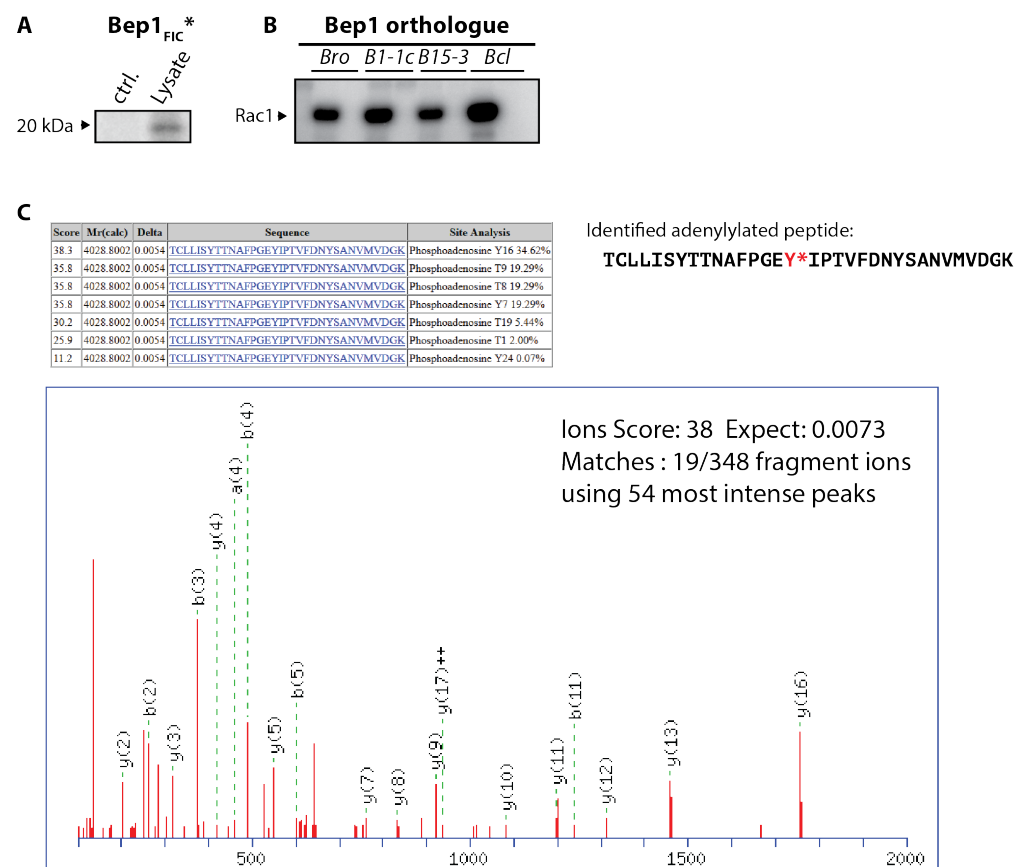 A
Bep1FIC*
ctrl.
Lysate
20 kDa
B
Bep1 orthologue
Bro B1-1c B15-3 Bcl
Rac1
C
Score Mr(calc) Delta Sequence Site Analysis
38.3 4028.8002 0.0054 TCLLISYTTNAFPGEYIPTVFDNYSANVMVDGK Phosphoadenosine Y16 34.62%
35.8 4028.8002 0.0054 TCLLISYTTNAFPGEYIPTVFDNYSANVMVDGK Phosphoadenosine T9 19.29%
35.8 4028.8002 0.0054 TCLLISYTTNAFPGEYIPTVFDNYSANVMVDGK Phosphoadenosine T8 19.29%
35.8 4028.8002 0.0054 TCLLISYTTNAFPGEYIPTVFDNYSANVMVDGK Phosphoadenosine Y7 19.29%
30.2 4028.8002 0.0054 TCLLISYTTNAFPGEYIPTVFDNYSANVMVDGK Phosphoadenosine T19 5.44%
25.9 4028.8002 0.0054 TCLLISYTTNAFPGEYIPTVFDNYSANVMVDGK Phosphoadenosine T1 2.00%
11.2 4028.8002 0.0054 TCLLISYTTNAFPGEYIPTVFDNYSANVMVDGK Phosphoadenosine Y24 0.07%
Identified adenylylated peptide:
TCLLISYTTNAFPGEY*IPTVFDNYSANVMVDGK
Ions Score: 38 Expect: 0.0073
Matches : 19/348 fragment ions
using 54 most intense peaks
y(2)
b(2)
y(3)
b(3)
y(4)
a(4)
b(4)
y(5)
b(5)
y(7)
y(8)
y(9)
y(17)++
y(10)
y(11)
b(11)
y(12)
y(13)
y(16)
500 1000 1500 2000